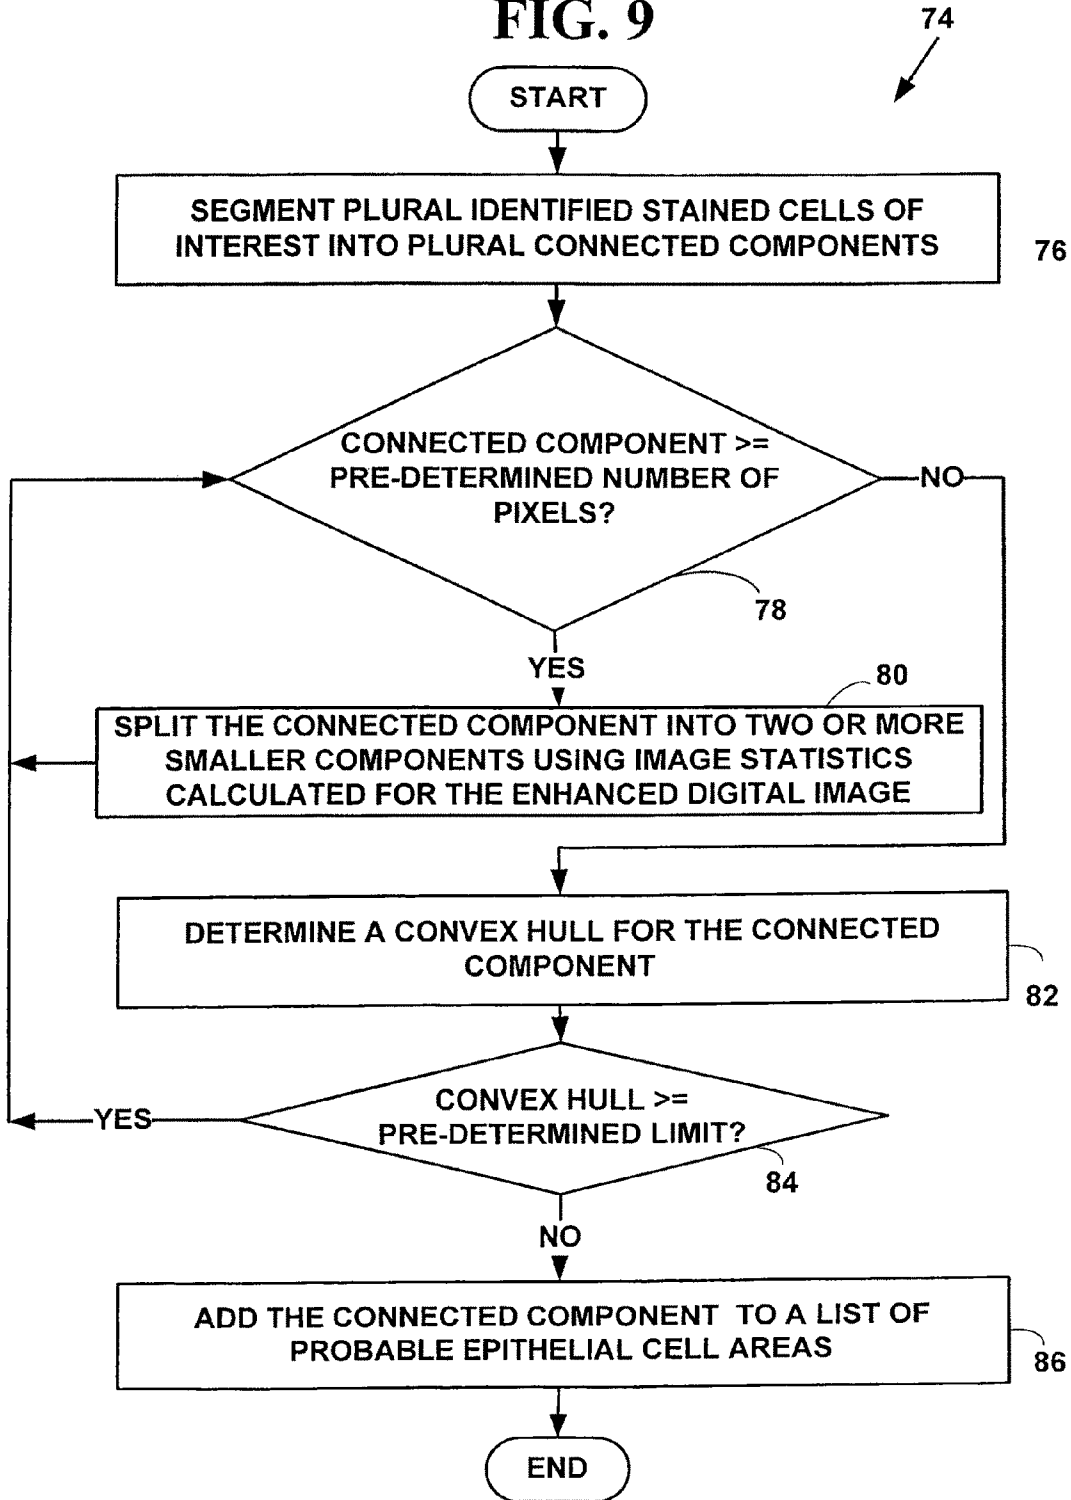 FIG. 9
74
START
SEGMENT PLURAL IDENTIFIED STAINED CELLS OF
INTEREST INTO PLURAL CONNECTED COMPONENTS
76
CONNECTED COMPONENT >=
PRE-DETERMINED NUMBER OF
PIXELS?
NO
78
YES
80
SPLIT THE CONNECTED COMPONENT INTO TWO OR MORE
SMALLER COMPONENTS USING IMAGE STATISTICS
CALCULATED FOR THE ENHANCED DIGITAL IMAGE
DETERMINE A CONVEX HULL FOR THE CONNECTED
COMPONENT
82
CONVEX HULL >=
PRE-DETERMINED LIMIT?
YES
84
NO
ADD THE CONNECTED COMPONENT TO A LIST OF
PROBABLE EPITHELIAL CELL AREAS
86
END